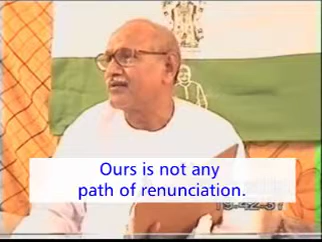 Ours is not any
path of renunciation.